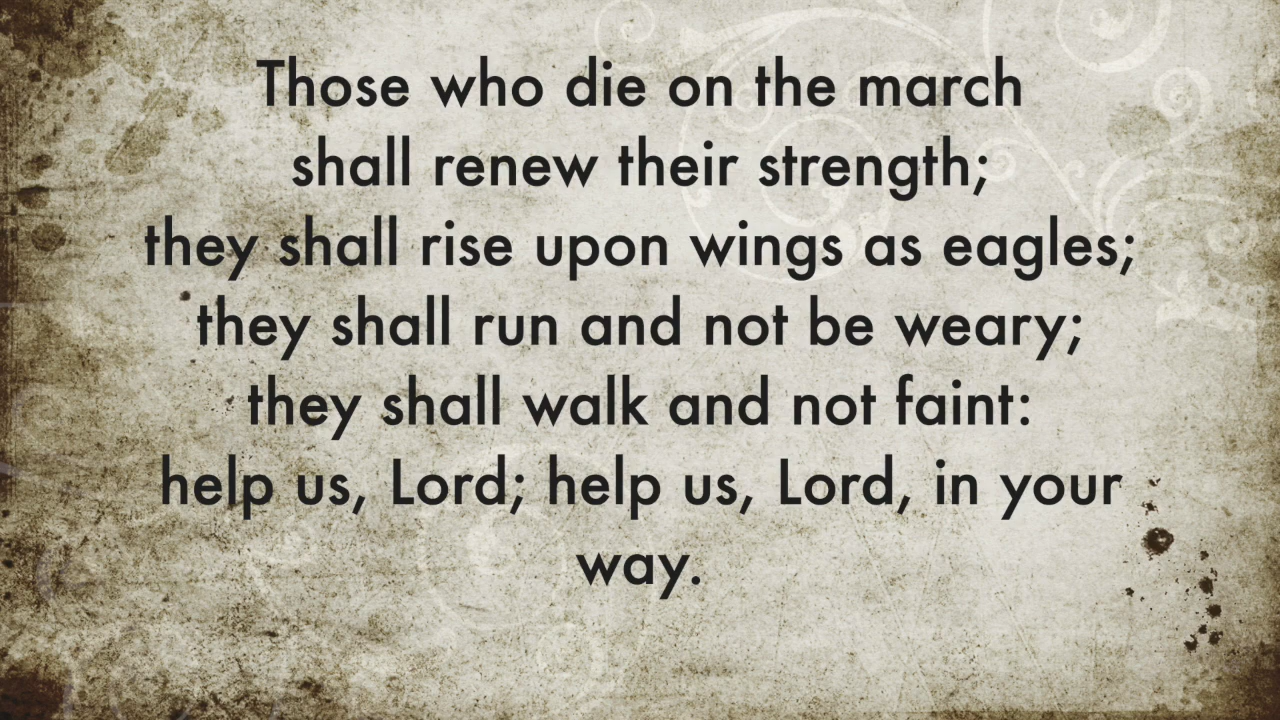 Those who die on the march
shall renew their strength;
they shall rise upon wings as eagles;
they shall run and not be weary;
they shall walk and not faint:
help us, Lord; help us, Lord, in your
way.